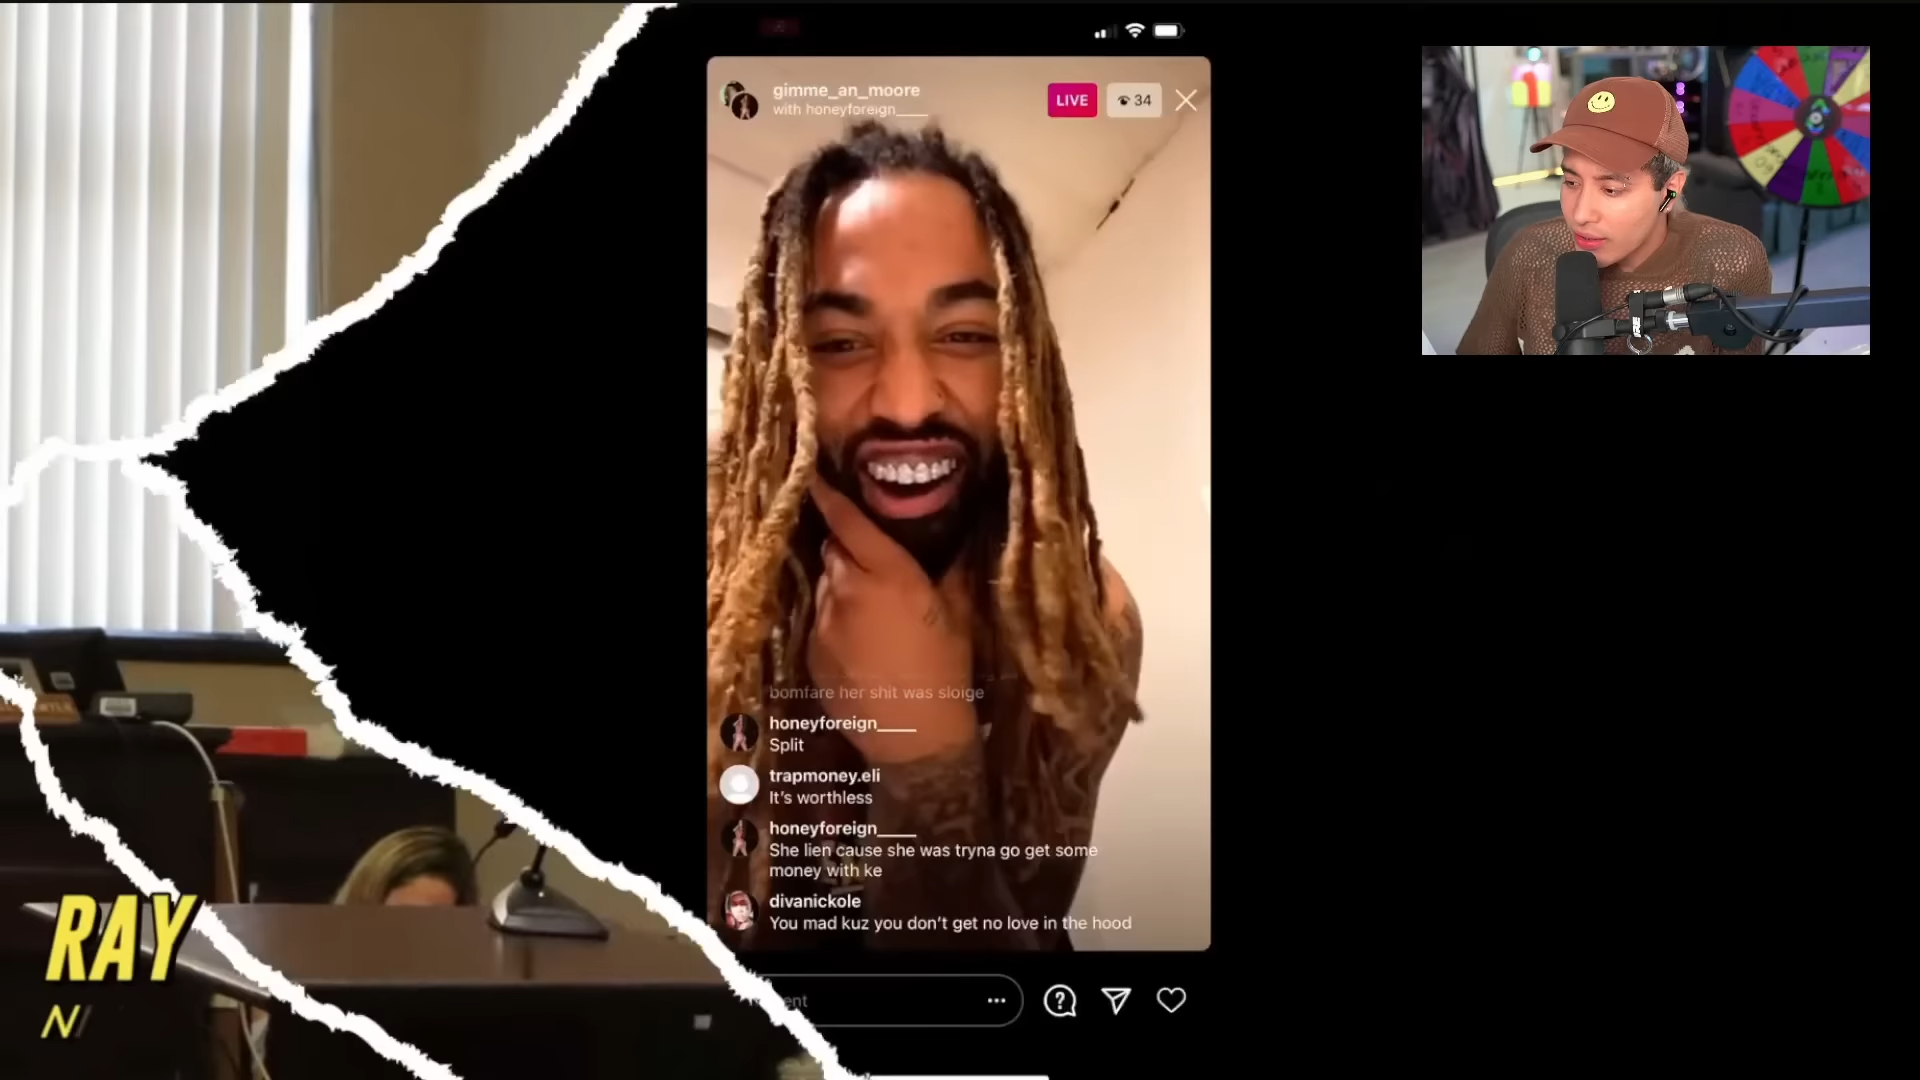 gimme_an_moore
with honeyforeign____
LIVE
34
bomfare her shit was sloige
honeyforeign____
Split
trapmoney.eli
It's worthless
honeyforeign____
She lien cause she was tryna go get some
money with ke
divanickole
You mad kuz you don't get no love in the hood
RAY